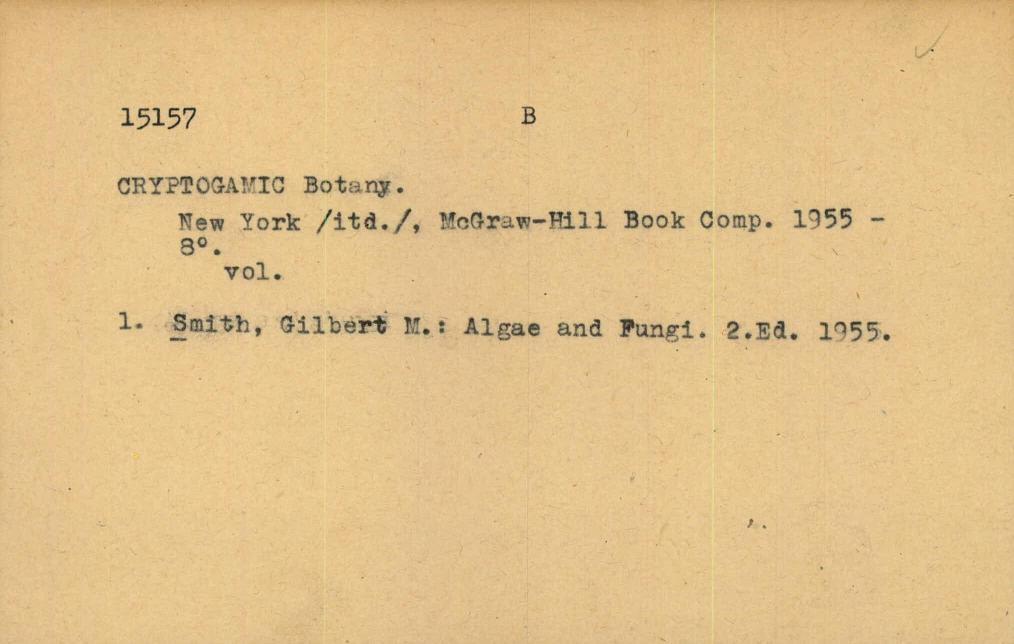 15157 B
CRYPTOGAMIC Botany.
New York /itd./, McGraw-Hill Book Comp. 1955 -
8°.
vol.
1. Smith, Gilbert M.: Algae and Fungi. 2.Ed. 1955.